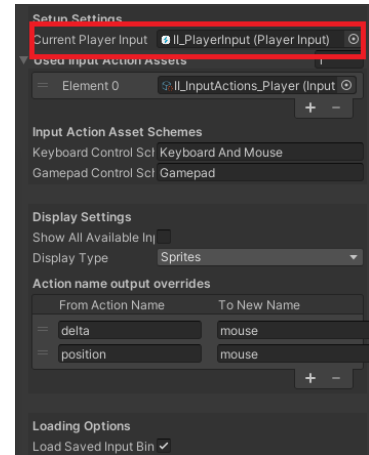 Setup Settings
Current Player Input II_PlayerInput (Player Input)
Used Input Action Assets 1
Element 0 II_InputActions_Player (Input
+ −
Input Action Asset Schemes
Keyboard Control Scl Keyboard And Mouse
Gamepad Control Scl Gamepad
Display Settings
Show All Available In
Display Type Sprites
Action name output overrides
From Action Name To New Name
delta mouse
position mouse
+ −
Loading Options
Load Saved Input Bin